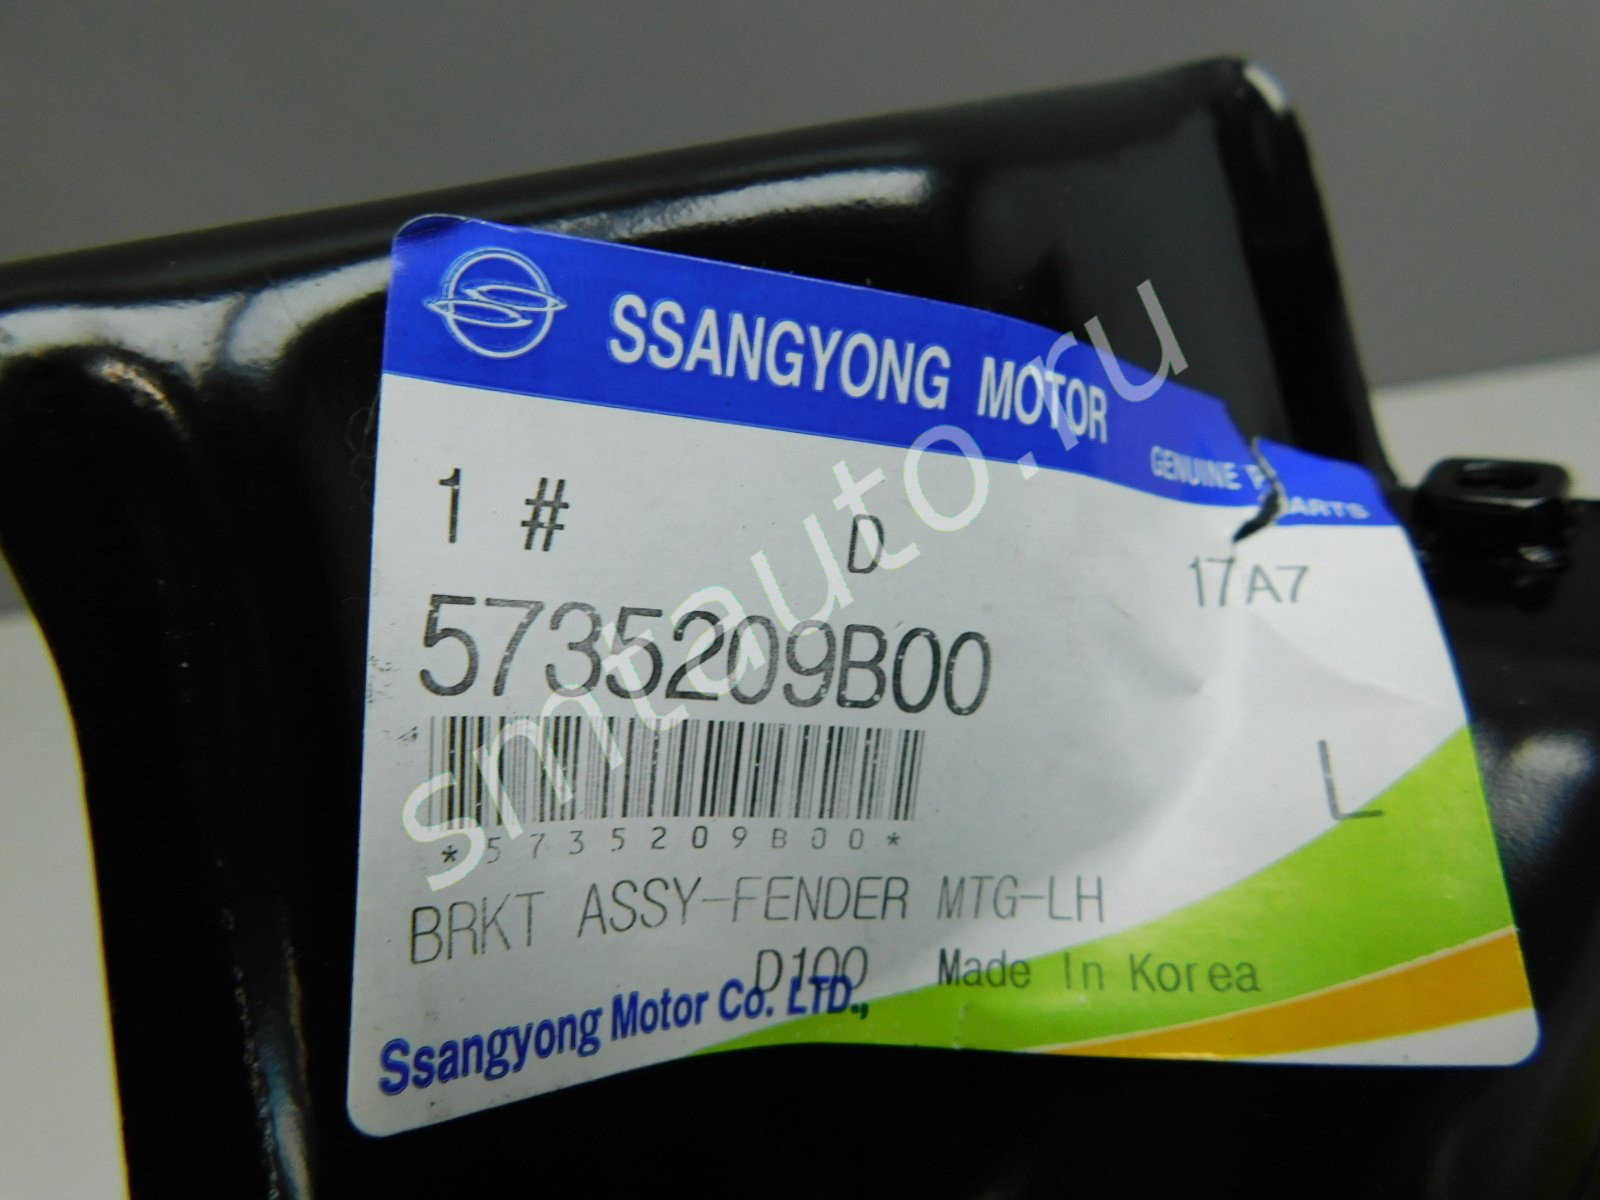 SSANGYONG MOTOR
GENUINE PARTS
1 # D 17A7
5735209B00
L
*5735209B00*
BRKT ASSY-FENDER MTG-LH
D100 Made In Korea
Ssangyong Motor Co. LTD.,
smtauto.ru